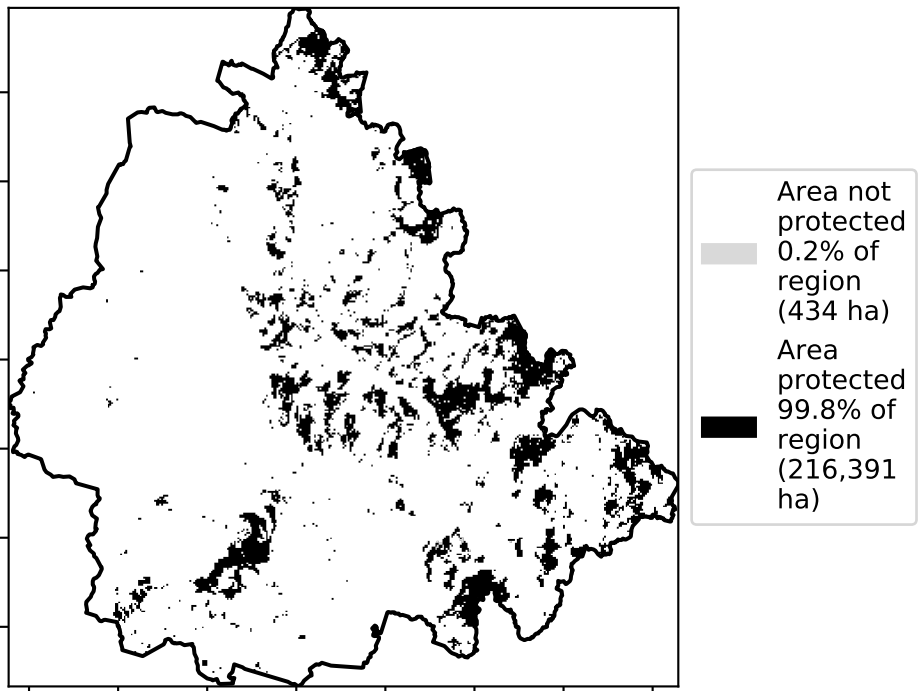 Area not
protected
0.2% of
region
(434 ha)
Area
protected
99.8% of
region
(216,391
ha)